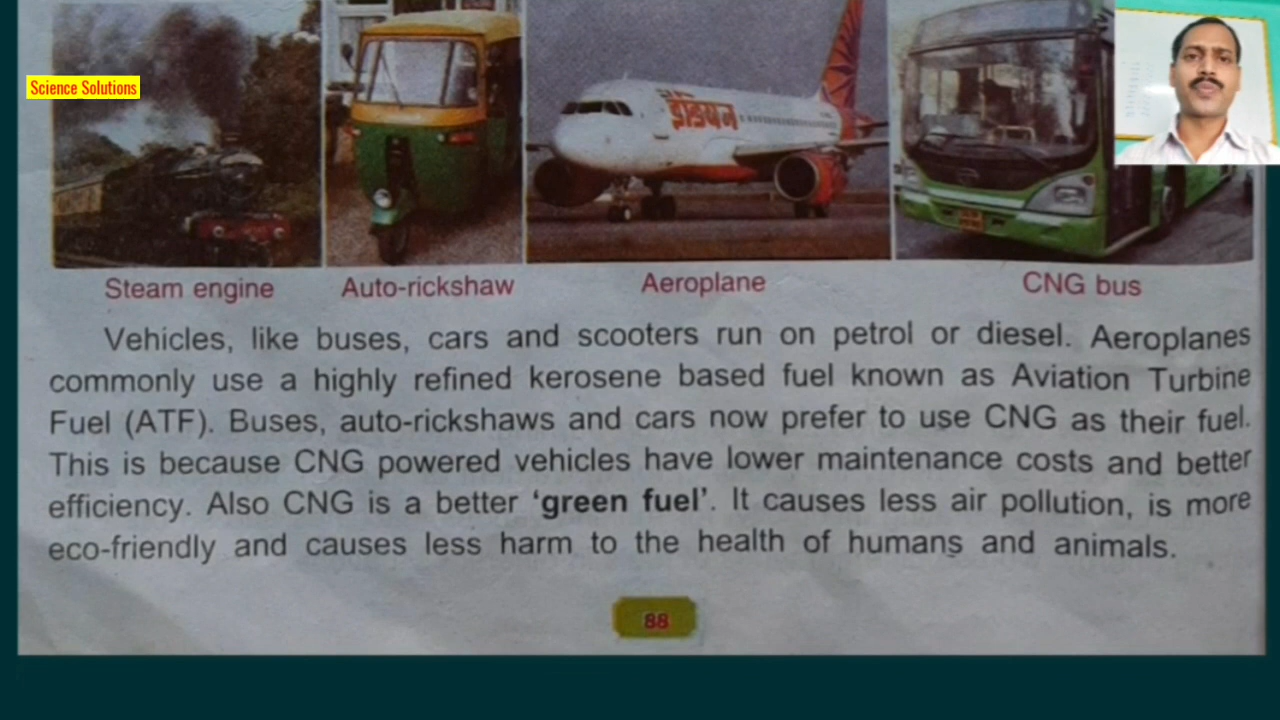 Science Solutions
इंडियन
Steam engine
Auto-rickshaw
Aeroplane
CNG bus
Vehicles, like buses, cars and scooters run on petrol or diesel. Aeroplanes
commonly use a highly refined kerosene based fuel known as Aviation Turbine
Fuel (ATF). Buses, auto-rickshaws and cars now prefer to use CNG as their fuel.
This is because CNG powered vehicles have lower maintenance costs and better
efficiency. Also CNG is a better ‘green fuel’. It causes less air pollution, is more
eco-friendly and causes less harm to the health of humans and animals.
88